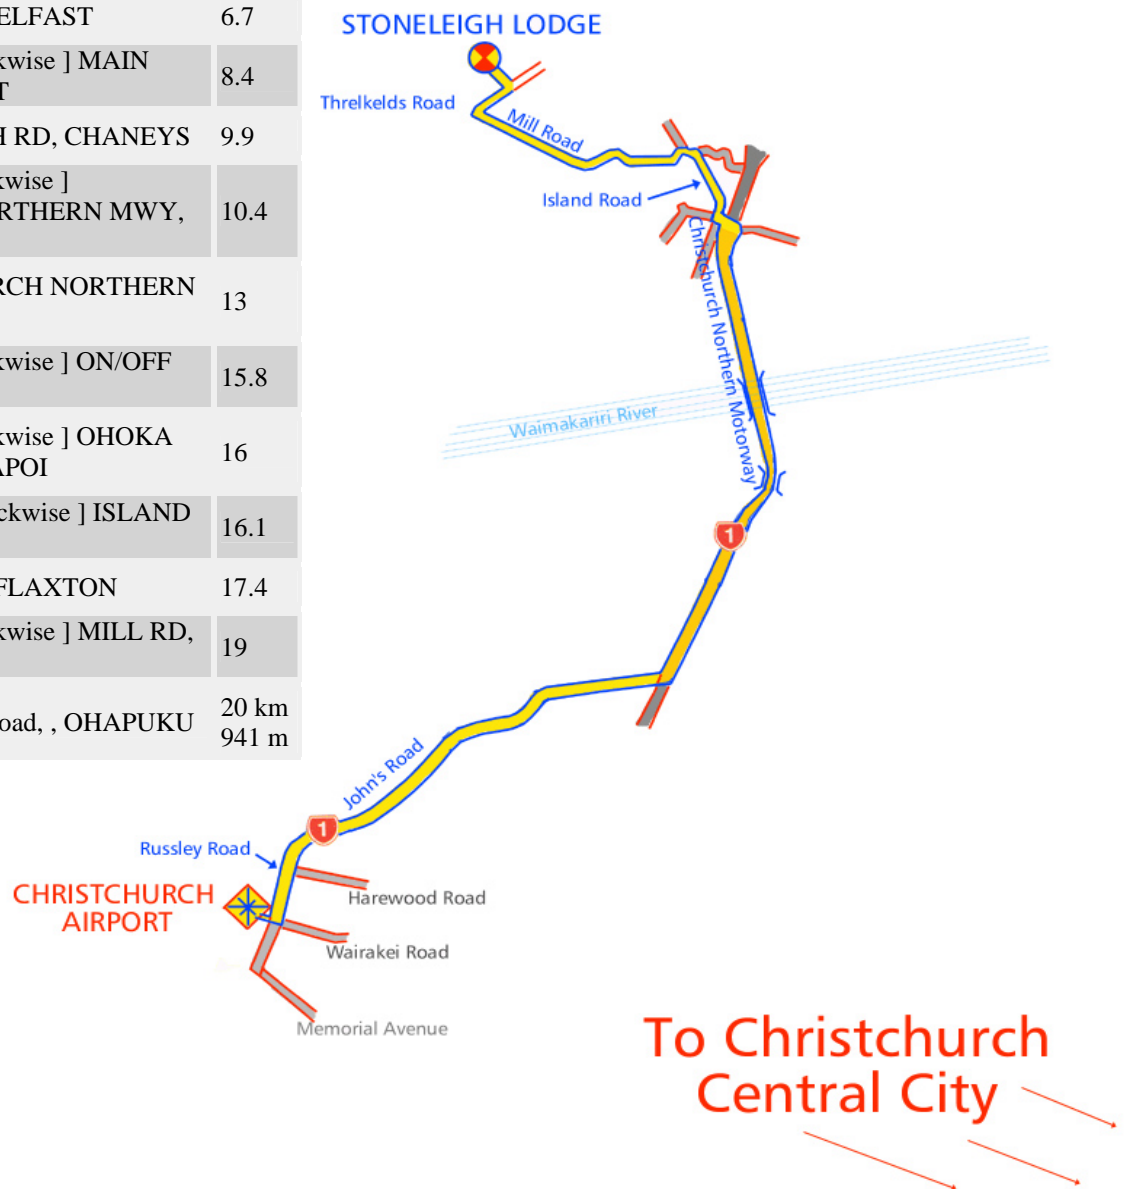 ELFAST 6.7
kwise ] MAIN
T 8.4
H RD, CHANEYS 9.9
kwise ]
RTHERN MWY, 10.4
RCH NORTHERN
13
kwise ] ON/OFF
15.8
kwise ] OHOKA
APOI 16
ckwise ] ISLAND
16.1
FLAXTON 17.4
kwise ] MILL RD,
19
oad, , OHAPUKU 20 km
941 m
STONELEIGH LODGE
Threlkelds Road
Mill Road
Island Road
Christchurch Northern Motorway
Waimakariri River
1
John's Road
1
Russley Road
CHRISTCHURCH
AIRPORT
Harewood Road
Wairakei Road
Memorial Avenue
To Christchurch
Central City